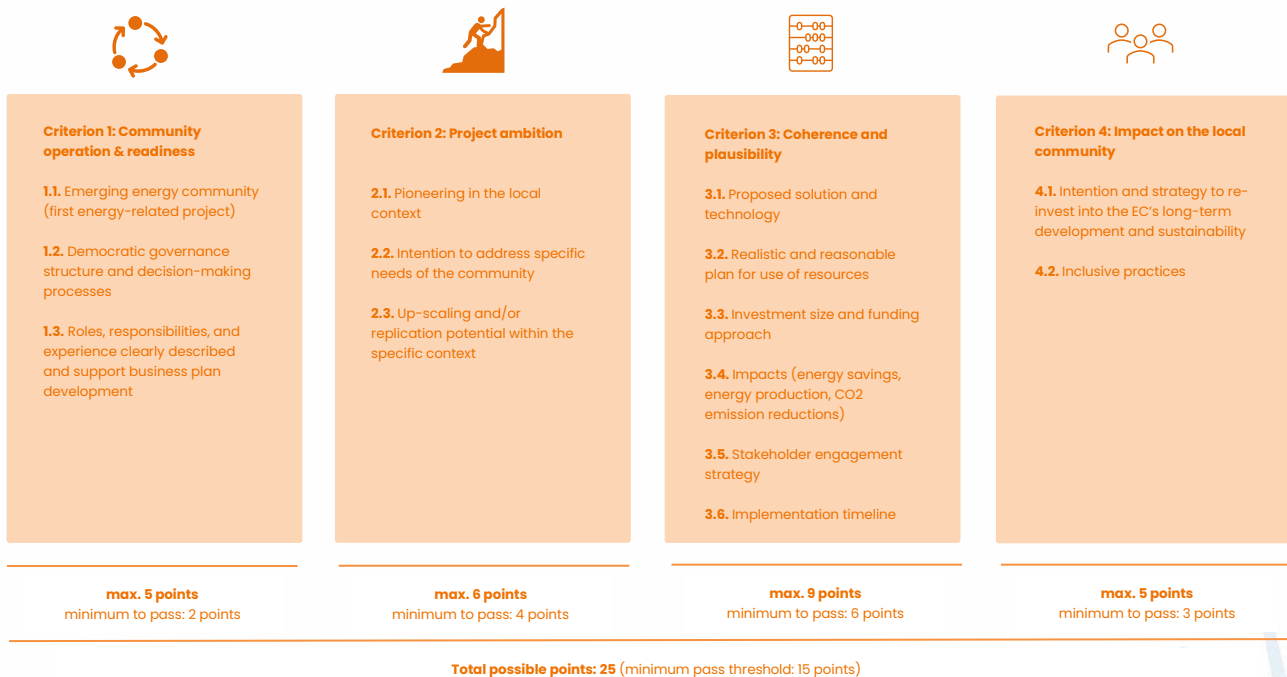 Criterion 1: Community
operation & readiness
1.1. Emerging energy community
(first energy-related project)
1.2. Democratic governance
structure and decision-making
processes
1.3. Roles, responsibilities, and
experience clearly described
and support business plan
development
max. 5 points
minimum to pass: 2 points
Criterion 2: Project ambition
2.1. Pioneering in the local
context
2.2. Intention to address specific
needs of the community
2.3. Up-scaling and/or
replication potential within the
specific context
max. 6 points
minimum to pass: 4 points
Criterion 3: Coherence and
plausibility
3.1. Proposed solution and
technology
3.2. Realistic and reasonable
plan for use of resources
3.3. Investment size and funding
approach
3.4. Impacts (energy savings,
energy production, CO2
emission reductions)
3.5. Stakeholder engagement
strategy
3.6. Implementation timeline
max. 9 points
minimum to pass: 6 points
Criterion 4: Impact on the local
community
4.1. Intention and strategy to re-
invest into the EC's long-term
development and sustainability
4.2. Inclusive practices
max. 5 points
minimum to pass: 3 points
Total possible points: 25 (minimum pass threshold: 15 points)